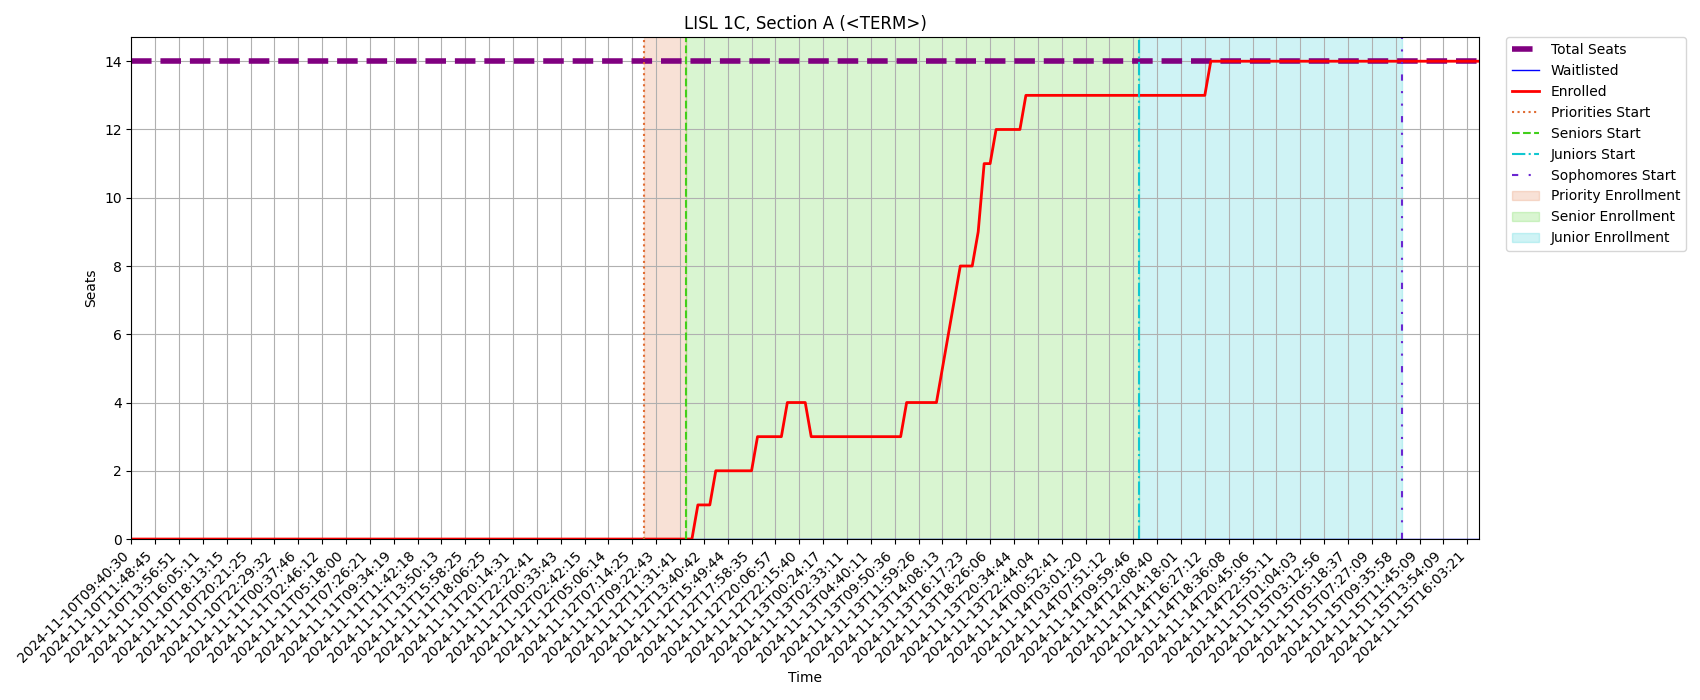 LISL 1C, Section A (<TERM>)
Total Seats
Waitlisted
Enrolled
Priorities Start
Seniors Start
Juniors Start
Sophomores Start
Priority Enrollment
Senior Enrollment
Junior Enrollment
Seats
14
12
10
8
6
4
2
0
2024-11-10T09:40:30
2024-11-10T11:48:45
2024-11-10T13:56:51
2024-11-10T16:05:11
2024-11-10T18:13:15
2024-11-10T20:21:25
2024-11-10T22:29:32
2024-11-11T00:37:46
2024-11-11T02:46:12
2024-11-11T05:18:00
2024-11-11T07:26:21
2024-11-11T09:34:19
2024-11-11T11:42:18
2024-11-11T13:50:13
2024-11-11T15:58:25
2024-11-11T18:06:25
2024-11-11T20:14:31
2024-11-11T22:22:41
2024-11-12T00:33:43
2024-11-12T02:42:15
2024-11-12T05:06:14
2024-11-12T07:14:25
2024-11-12T09:22:43
2024-11-12T11:31:41
2024-11-12T13:40:42
2024-11-12T15:49:44
2024-11-12T17:58:35
2024-11-12T20:06:57
2024-11-12T22:15:40
2024-11-13T00:24:17
2024-11-13T02:33:11
2024-11-13T04:40:11
2024-11-13T09:50:36
2024-11-13T11:59:26
2024-11-13T14:08:13
2024-11-13T16:17:23
2024-11-13T18:26:06
2024-11-13T20:34:44
2024-11-13T22:44:04
2024-11-14T00:52:41
2024-11-14T03:01:20
2024-11-14T07:51:12
2024-11-14T09:59:46
2024-11-14T12:08:40
2024-11-14T14:18:01
2024-11-14T16:27:12
2024-11-14T18:36:08
2024-11-14T20:45:06
2024-11-14T22:55:11
2024-11-15T01:04:03
2024-11-15T03:12:56
2024-11-15T05:18:37
2024-11-15T07:27:09
2024-11-15T09:35:58
2024-11-15T11:45:09
2024-11-15T13:54:09
2024-11-15T16:03:21
Time